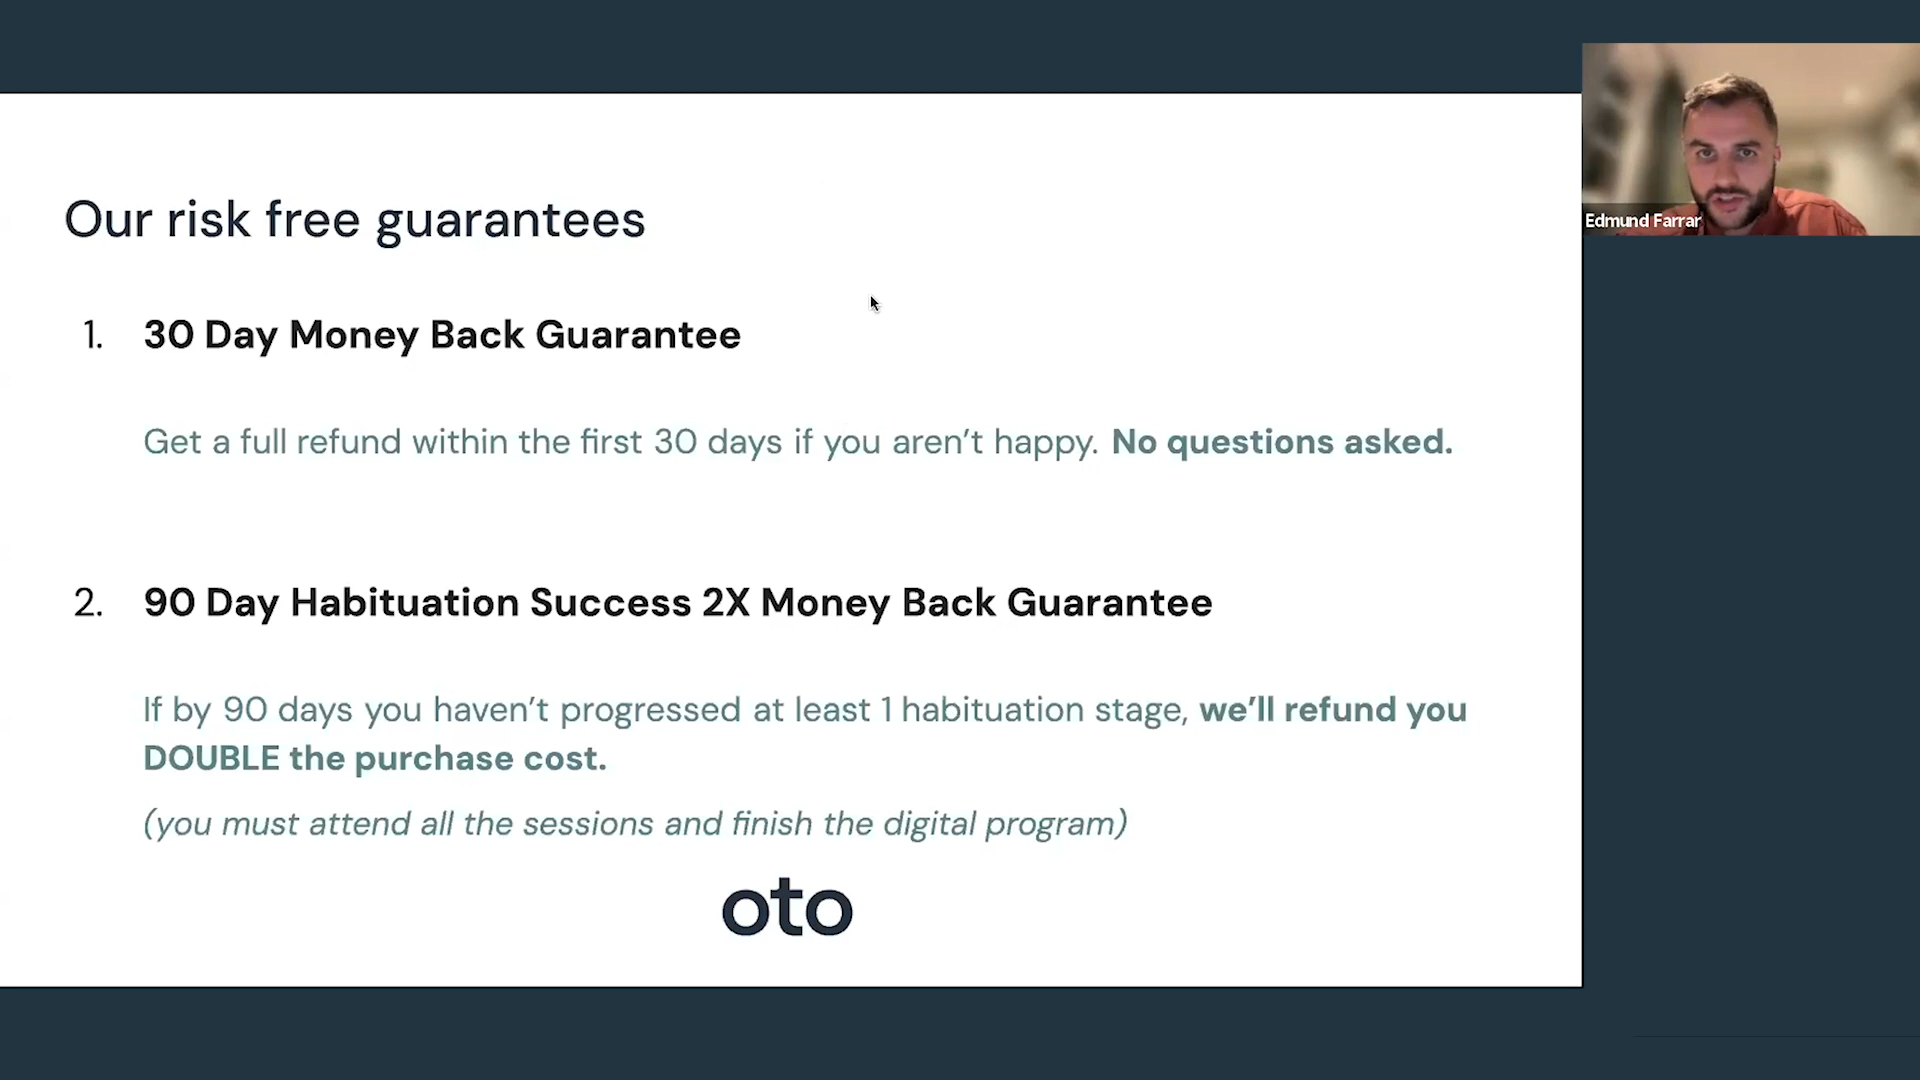 Our risk free guarantees
1. 30 Day Money Back Guarantee
Get a full refund within the first 30 days if you aren't happy. No questions asked.
2. 90 Day Habituation Success 2X Money Back Guarantee
If by 90 days you haven't progressed at least 1 habituation stage, we'll refund you
DOUBLE the purchase cost.
(you must attend all the sessions and finish the digital program)
oto
Edmund Farrar